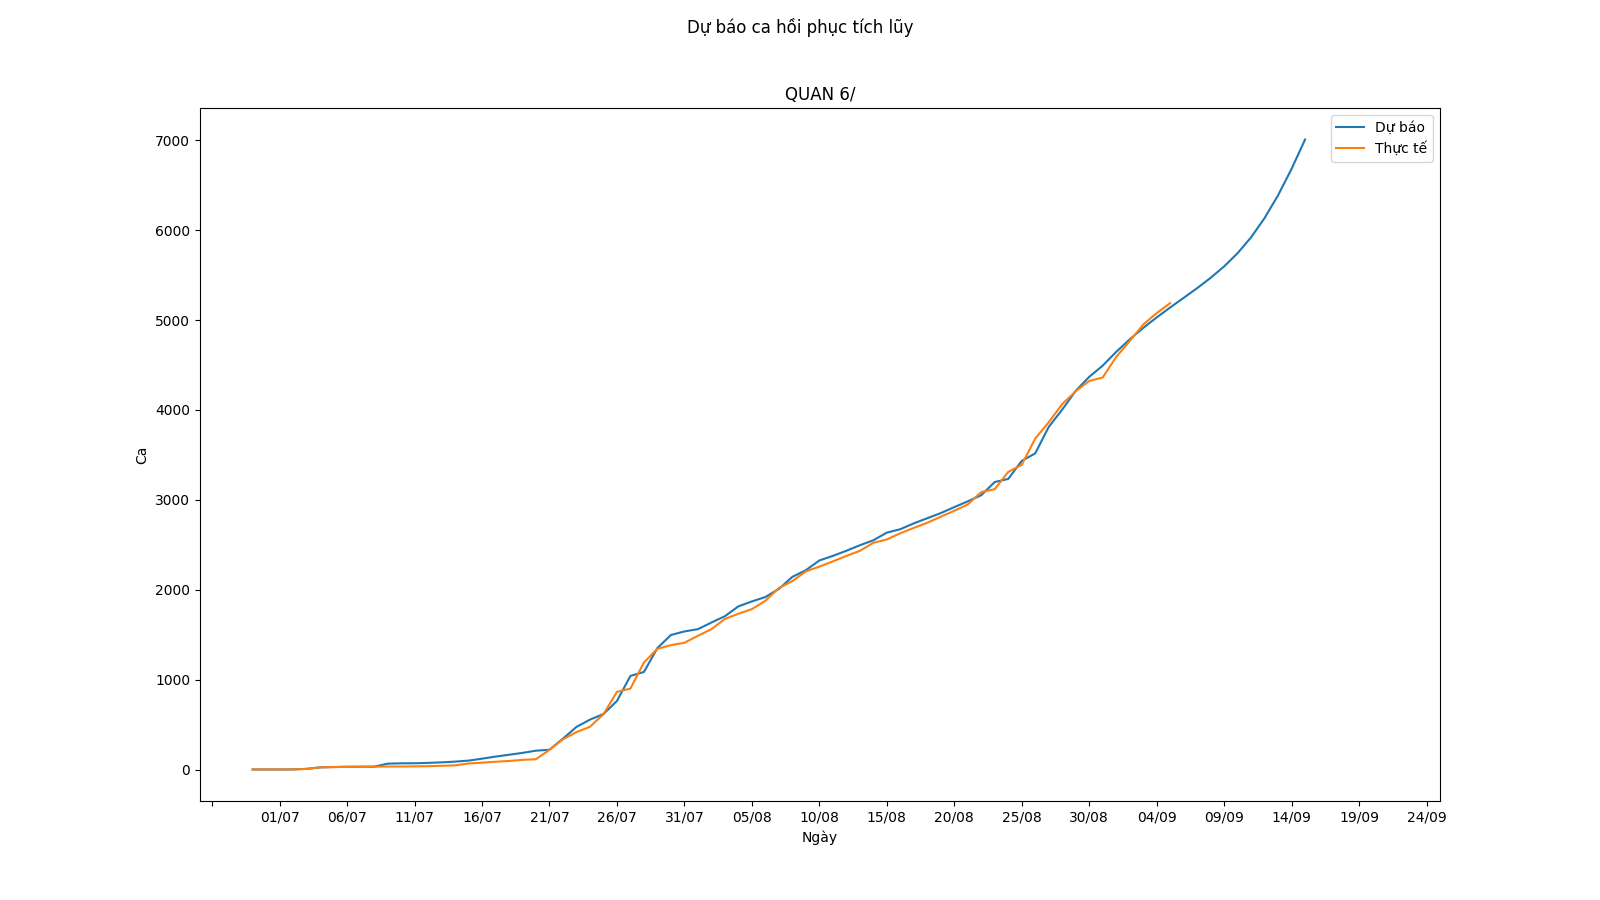 Dự báo ca hồi phục tích lũy
QUAN 6/
Dự báo
Thực tế
7000
6000
5000
4000
3000
2000
1000
0
Ca
01/07 06/07 11/07 16/07 21/07 26/07 31/07 05/08 10/08 15/08 20/08 25/08 30/08 04/09 09/09 14/09 19/09 24/09
Ngày